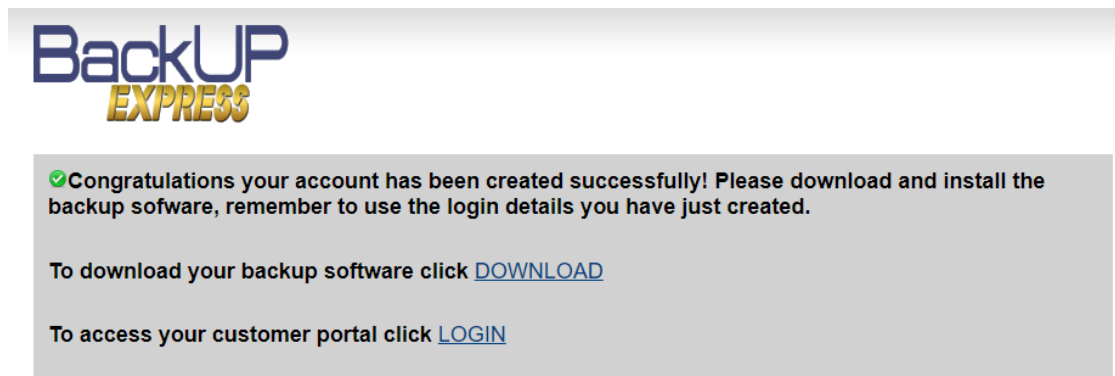 BackUP
EXPRESS
Congratulations your account has been created successfully! Please download and install the
backup sofware, remember to use the login details you have just created.
To download your backup software click DOWNLOAD
To access your customer portal click LOGIN